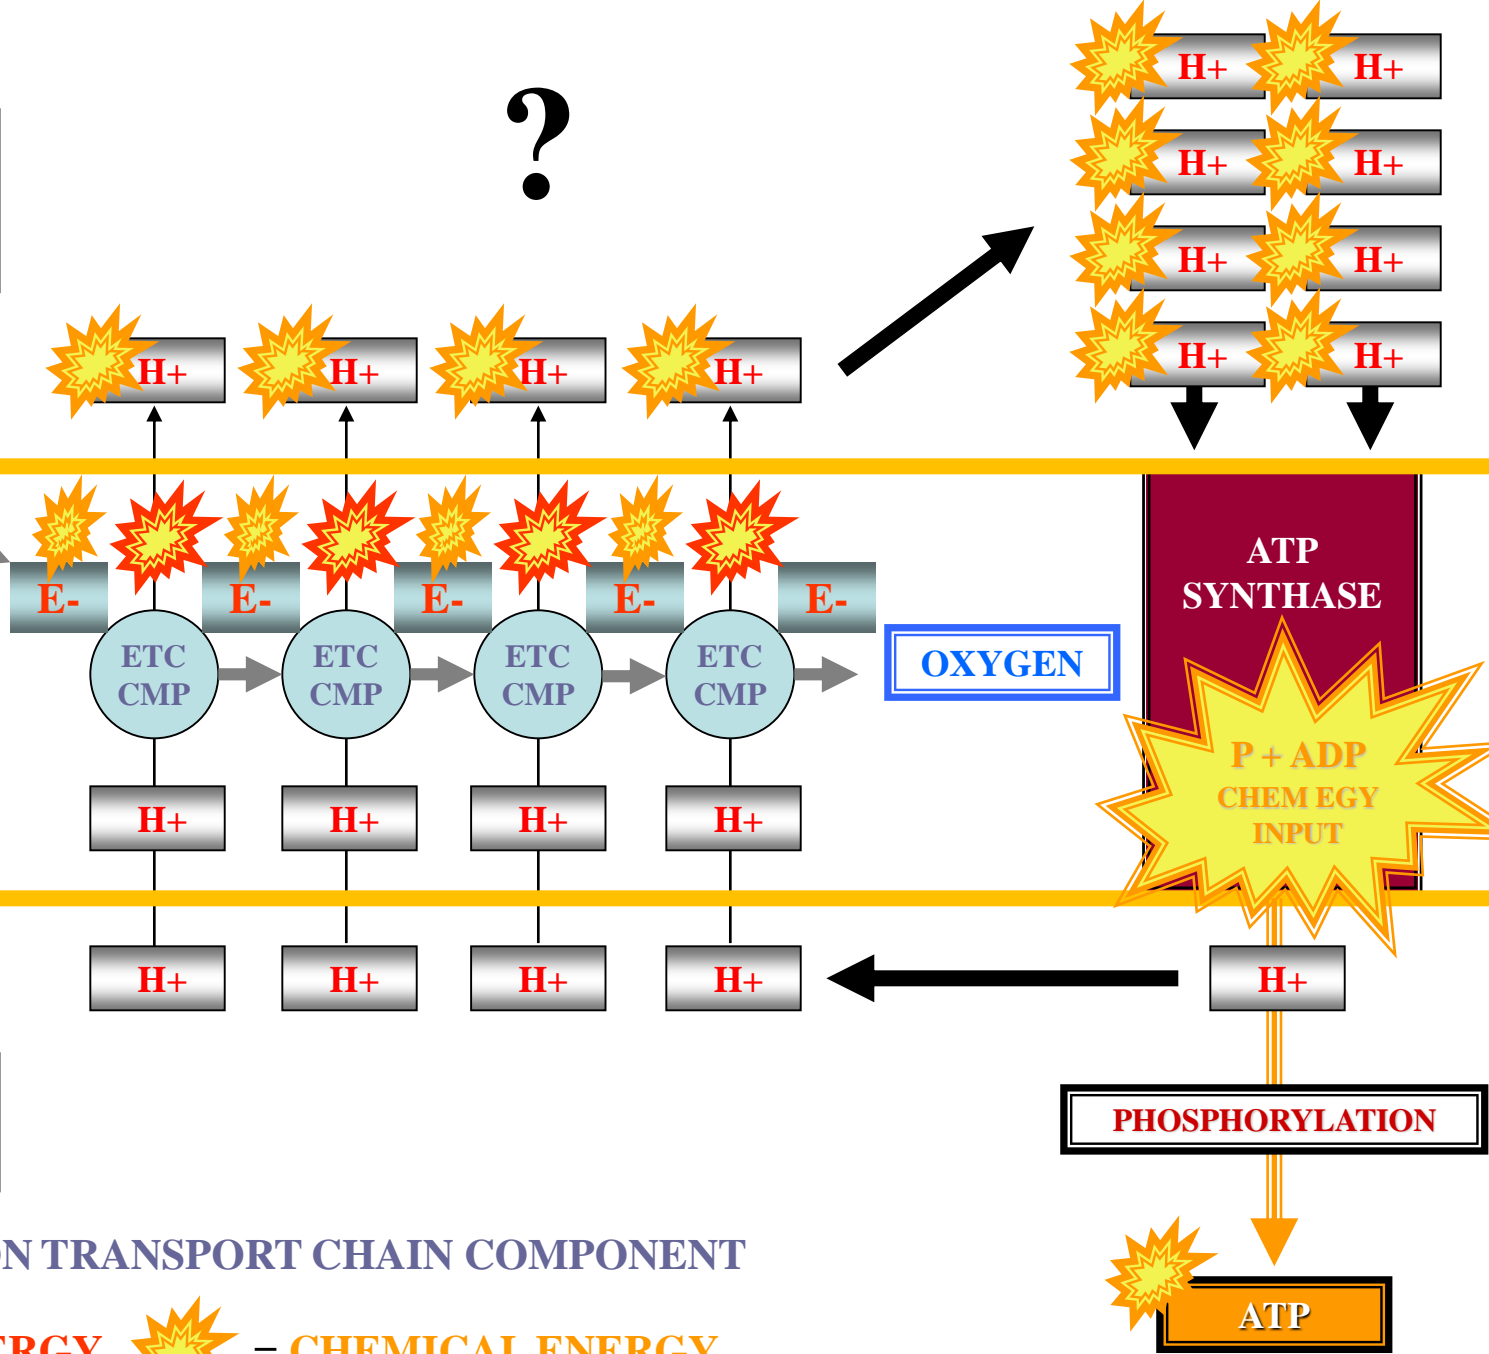 ?
H+ H+
H+ H+
H+ H+
H+ H+
H+ H+ H+ H+
E- E- E- E- E-
ETC
CMP
ETC
CMP
ETC
CMP
ETC
CMP
OXYGEN
ATP
SYNTHASE
P + ADP
CHEM EGY
INPUT
H+ H+ H+ H+
H+ H+ H+ H+
H+
PHOSPHORYLATION
TRANSPORT CHAIN COMPONENT
= CHEMICAL ENERGY
ATP